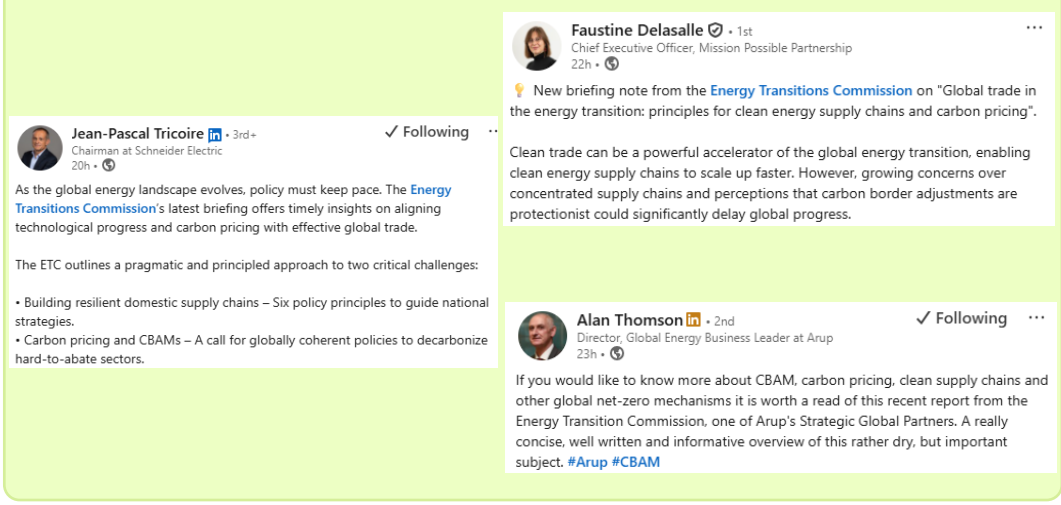 Jean-Pascal Tricoire in • 3rd+
✓ Following ···
Chairman at Schneider Electric
20h •
As the global energy landscape evolves, policy must keep pace. The Energy
Transitions Commission's latest briefing offers timely insights on aligning
technological progress and carbon pricing with effective global trade.
The ETC outlines a pragmatic and principled approach to two critical challenges:
• Building resilient domestic supply chains – Six policy principles to guide national
strategies.
• Carbon pricing and CBAMs – A call for globally coherent policies to decarbonize
hard-to-abate sectors.
Faustine Delasalle • 1st
···
Chief Executive Officer, Mission Possible Partnership
22h •
💡 New briefing note from the Energy Transitions Commission on "Global trade in
the energy transition: principles for clean energy supply chains and carbon pricing".
Clean trade can be a powerful accelerator of the global energy transition, enabling
clean energy supply chains to scale up faster. However, growing concerns over
concentrated supply chains and perceptions that carbon border adjustments are
protectionist could significantly delay global progress.
Alan Thomson in • 2nd
✓ Following ···
Director, Global Energy Business Leader at Arup
23h •
If you would like to know more about CBAM, carbon pricing, clean supply chains and
other global net-zero mechanisms it is worth a read of this recent report from the
Energy Transition Commission, one of Arup's Strategic Global Partners. A really
concise, well written and informative overview of this rather dry, but important
subject. #Arup #CBAM